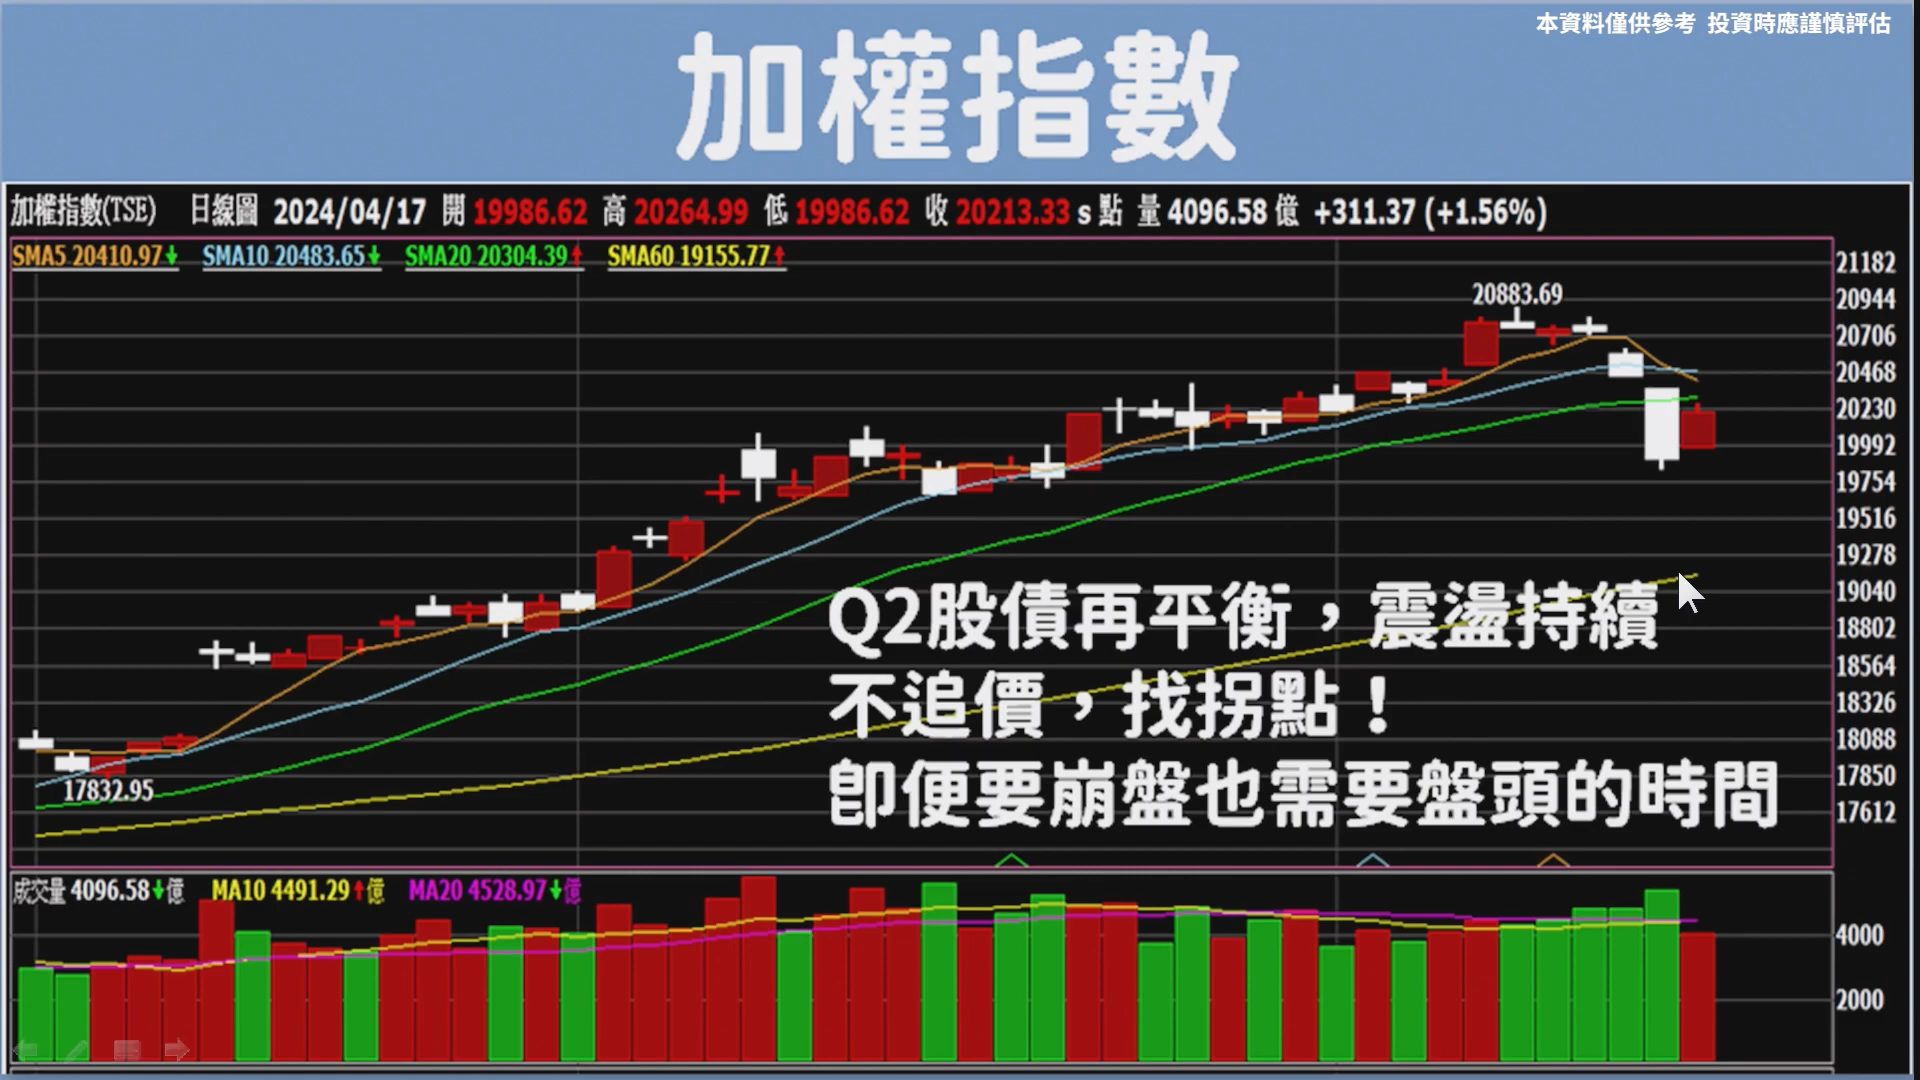 本資料僅供參考 投資時應謹慎評估
加權指數
加權指數(TSE) 日線圖 2024/04/17 開 19986.62 高 20264.99 低 19986.62 收 20213.33 s 點 量 4096.58 億 +311.37 (+1.56%)
SMA5 20410.97↓ SMA10 20483.65↓ SMA20 20304.39↑ SMA60 19155.77↑
21182
20944
20883.69
20706
20468
20230
19992
19754
19516
19278
19040
18802
18564
18326
18088
17850
17612
17832.95
Q2股債再平衡，震盪持續
不追價，找拐點！
即便要崩盤也需要盤頭的時間
成交量 4096.58↓億 MA10 4491.29↑億 MA20 4528.97↓億
4000
2000